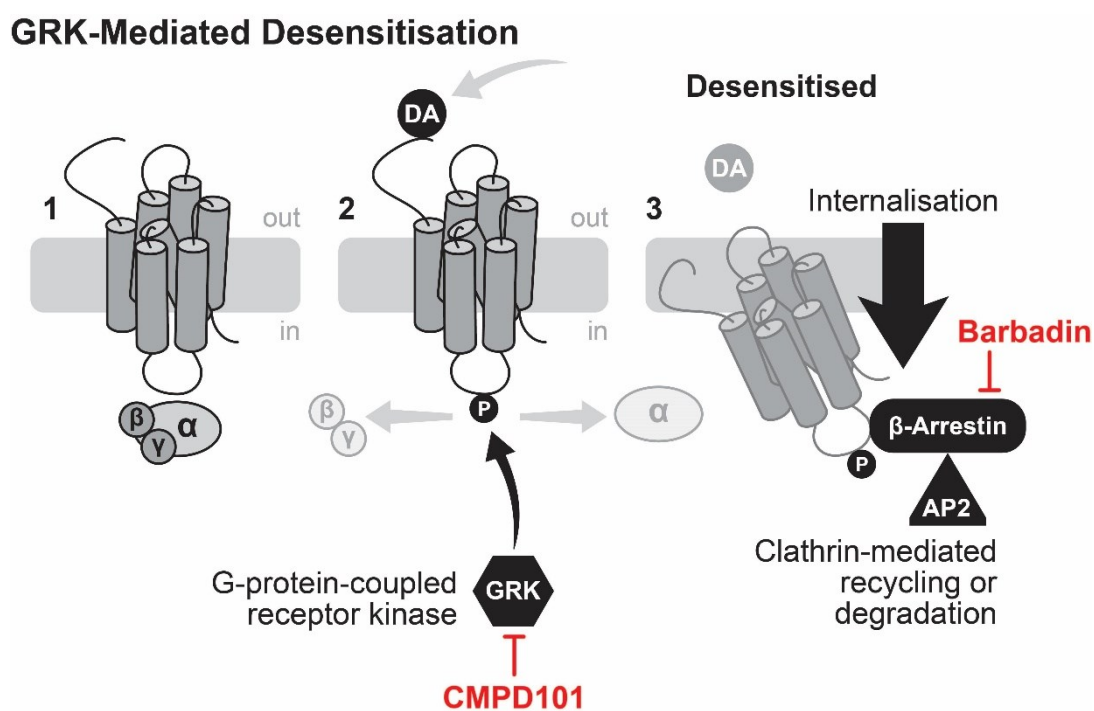 GRK-Mediated Desensitisation
Desensitised
DA
DA
DA
Internalisation
1
out
in
2
out
in
3
Barbadin
β
γ
α
β
γ
P
α
β-Arrestin
P
AP2
G-protein-coupled
receptor kinase
GRK
Clathrin-mediated
recycling or
degradation
CMPD101